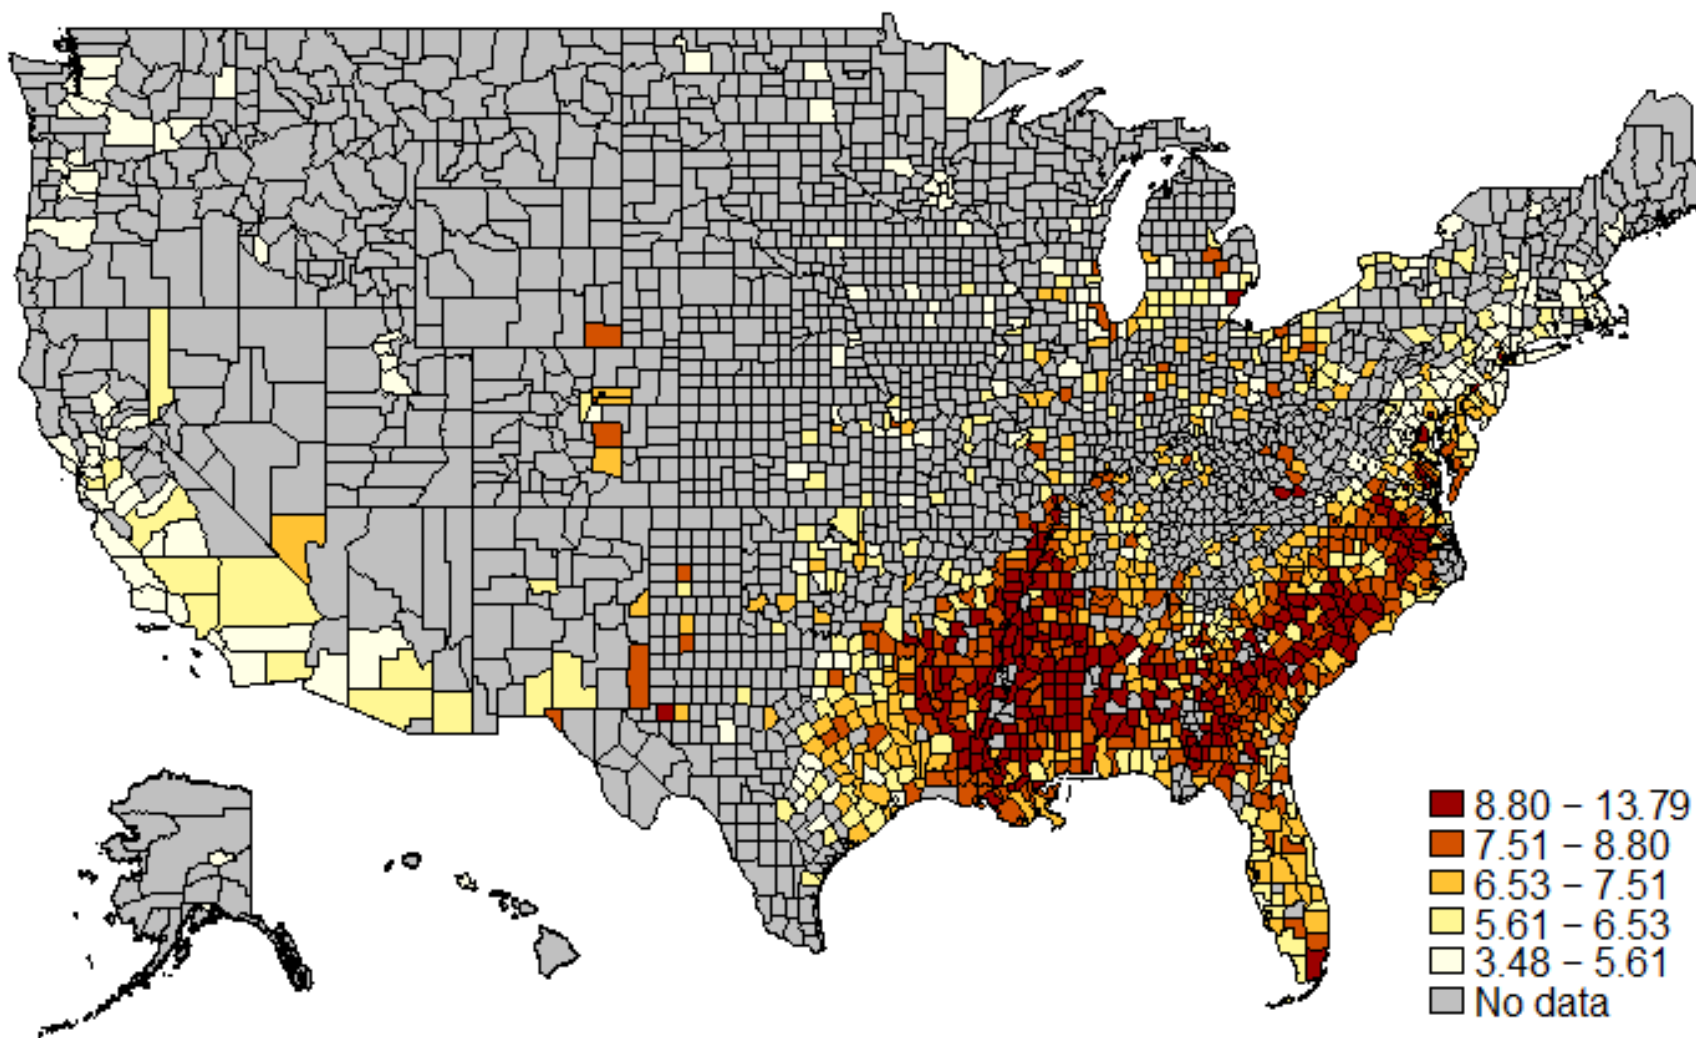 8.80 – 13.79
7.51 – 8.80
6.53 – 7.51
5.61 – 6.53
3.48 – 5.61
No data